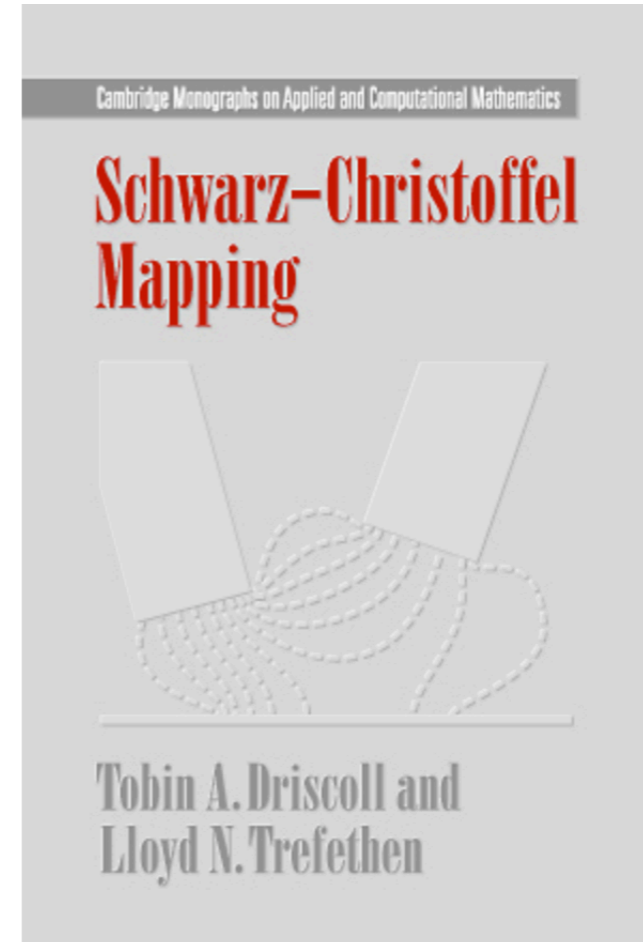 Cambridge Monographs on Applied and Computational Mathematics
Schwarz–Christoffel
Mapping
Tobin A. Driscoll and
Lloyd N. Trefethen